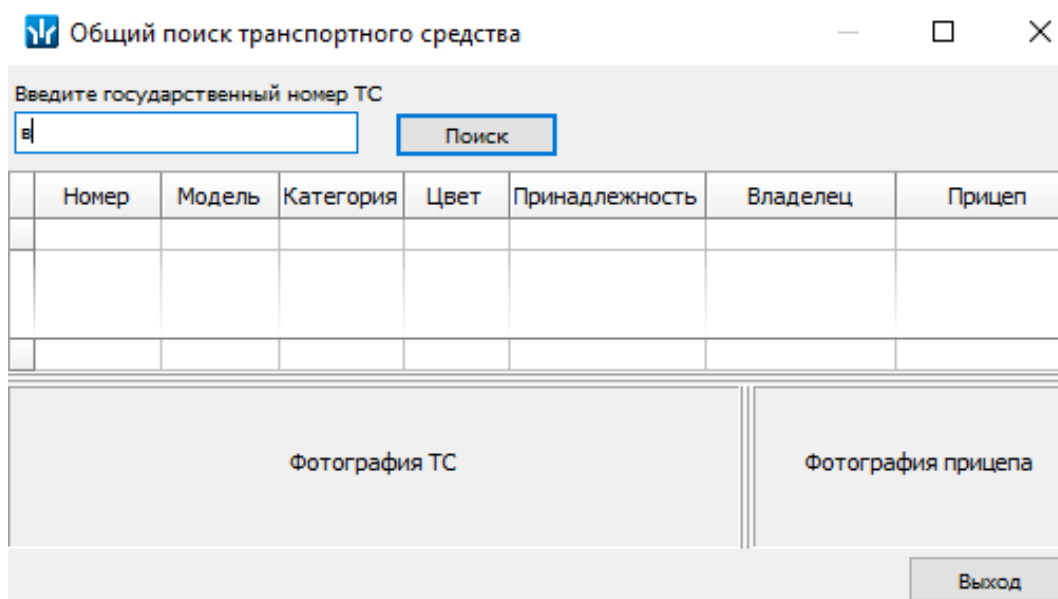 Общий поиск транспортного средства
Введите государственный номер ТС
в
Поиск
Номер Модель Категория Цвет Принадлежность Владелец Прицеп
Фотография ТС
Фотография прицепа
Выход